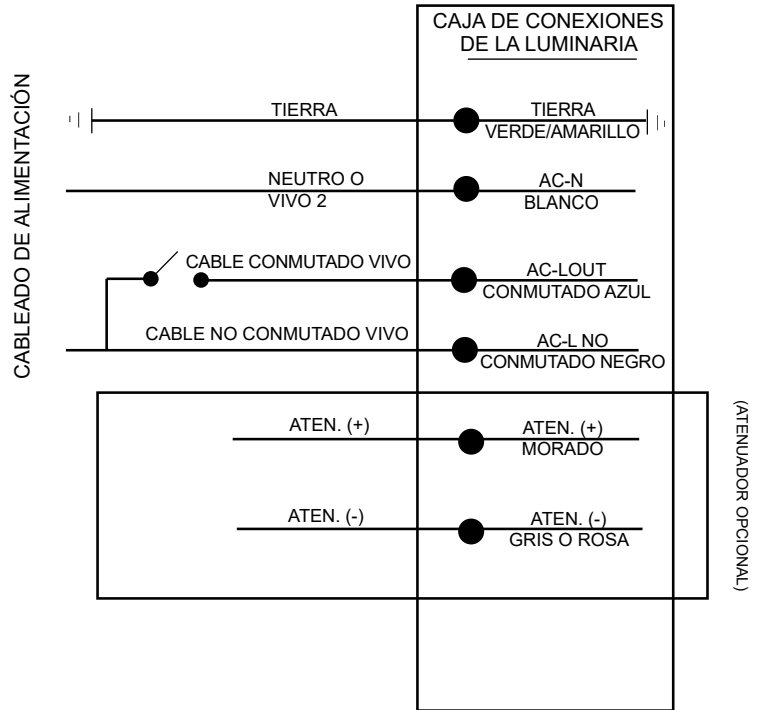 CAJA DE CONEXIONES
DE LA LUMINARIA
CABLEADO DE ALIMENTACIÓN
TIERRA
TIERRA
VERDE/AMARILLO
NEUTRO O
VIVO 2
AC-N
BLANCO
CABLE CONMUTADO VIVO
AC-LOUT
CONMUTADO AZUL
CABLE NO CONMUTADO VIVO
AC-L NO
CONMUTADO NEGRO
ATEN. (+)
ATEN. (+)
MORADO
ATEN. (-)
ATEN. (-)
GRIS O ROSA
(ATENUADOR OPCIONAL)